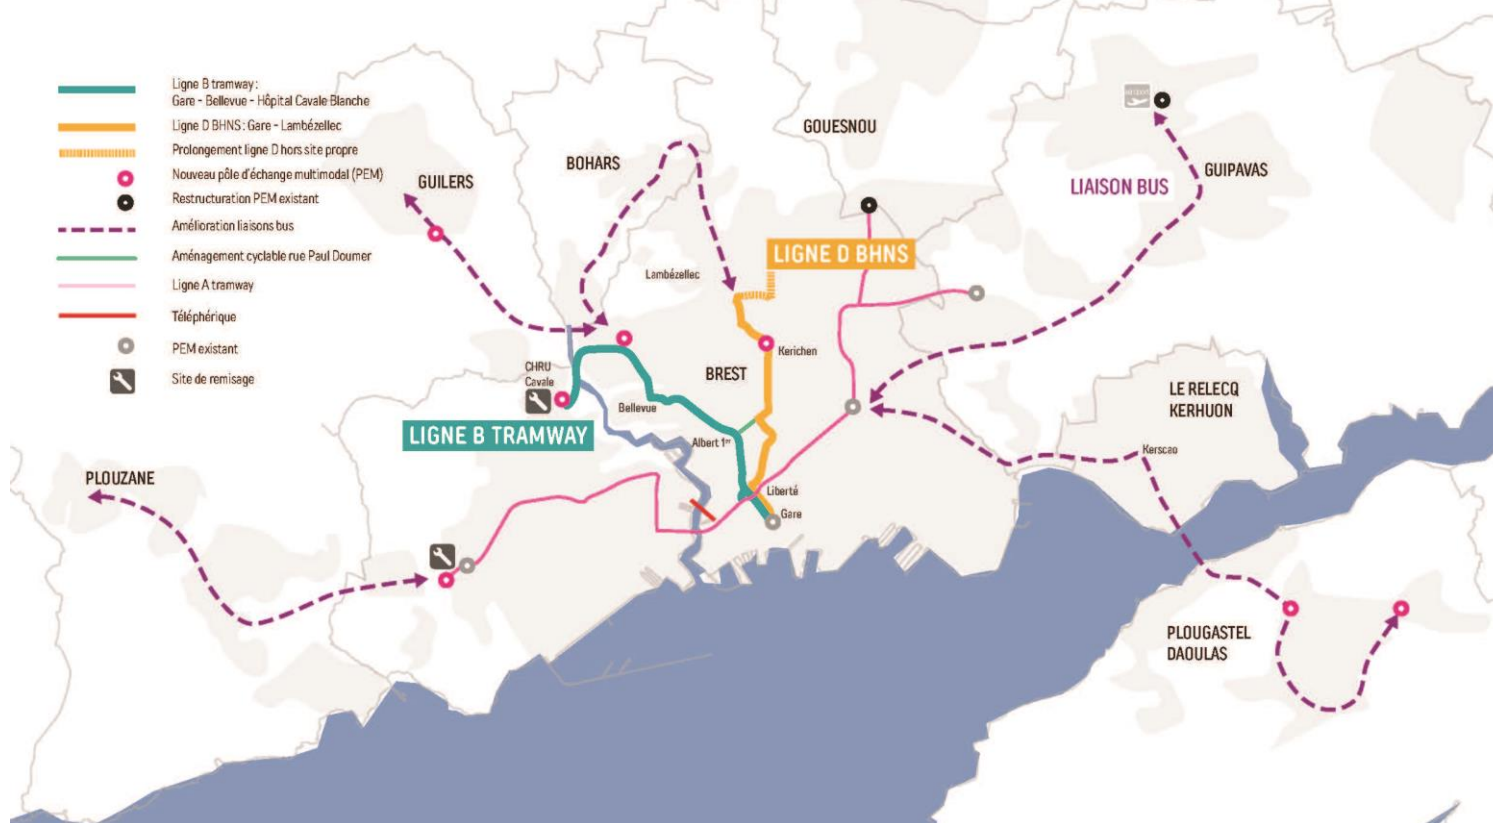 Ligne B tramway :
Gare - Bellevue - Hôpital Cavale Blanche
Ligne D BHNS : Gare - Lambézellec
Prolongement ligne D hors site propre
Nouveau pôle d'échange multimodal (PEM)
Restructuration PEM existant
Amélioration liaisons bus
Aménagement cyclable rue Paul Doumer
Ligne A tramway
Téléphérique
PEM existant
Site de remisage
GUILERS
BOHARS
GOUESNOU
aéroport
GUIPAVAS
LIAISON BUS
LIGNE D BHNS
Lambézellec
Kerichen
BREST
CHRU
Cavale
Bellevue
LIGNE B TRAMWAY
Albert 1er
LE RELECQ
KERHUON
Kerscao
PLOUZANE
Liberté
Gare
PLOUGASTEL
DAOULAS